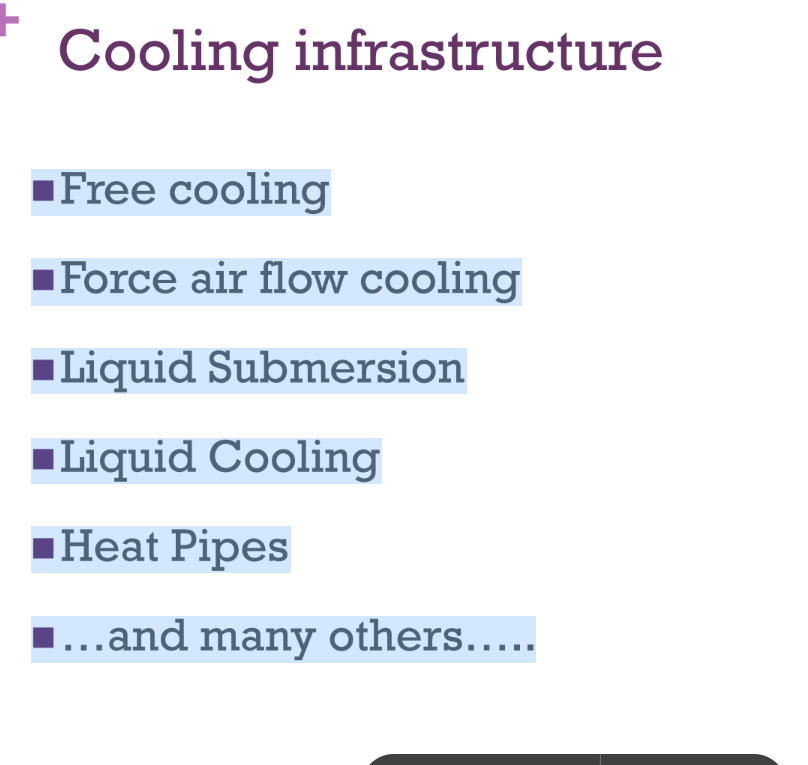 Cooling infrastructure
Free cooling
Force air flow cooling
Liquid Submersion
Liquid Cooling
Heat Pipes
…and many others…..